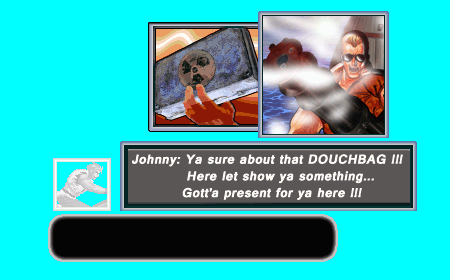 Johnny: Ya sure about that DOUCHBAG !!!
Here let show ya something...
Gott'a present for ya here !!!